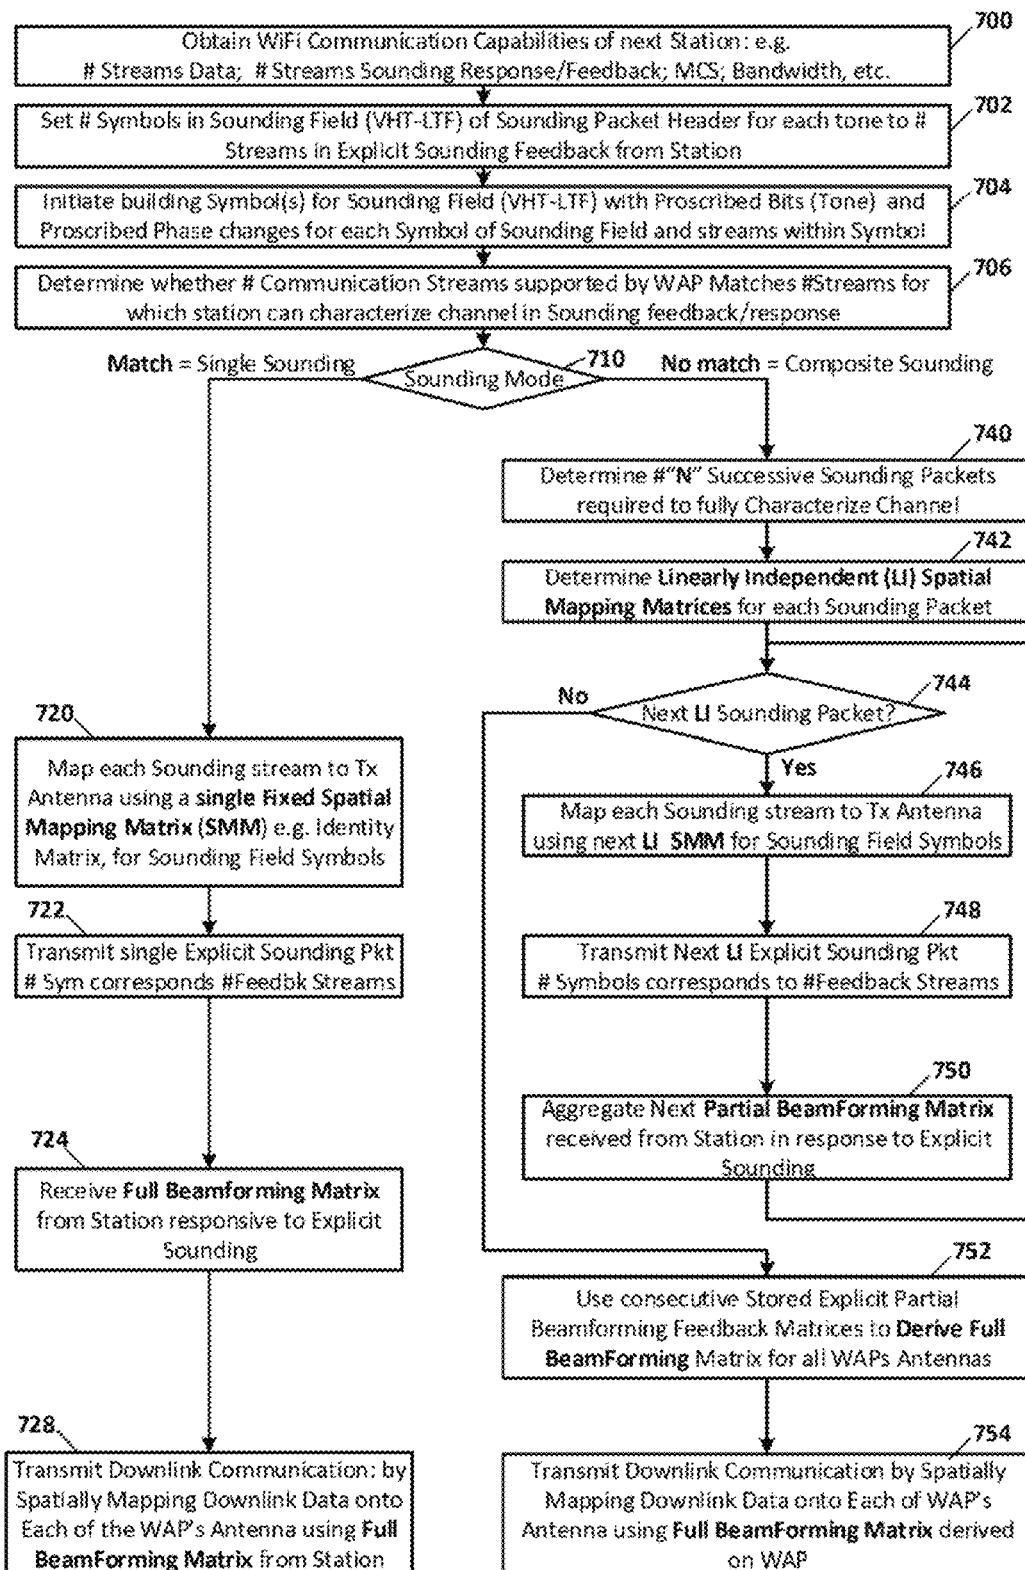 700
Obtain WiFi Communication Capabilities of next Station: e.g.
# Streams Data; # Streams Sounding Response/Feedback; MCS; Bandwidth, etc.
702
Set # Symbols in Sounding Field (VHT-LTF) of Sounding Packet Header for each tone to #
Streams in Explicit Sounding Feedback from Station
704
Initiate building Symbol(s) for Sounding Field (VHT-LTF) with Proscribed Bits (Tone) and
Proscribed Phase changes for each Symbol of Sounding Field and streams within Symbol
706
Determine whether # Communication Streams supported by WAP Matches #Streams for
which station can characterize channel in Sounding feedback/response
710
Match = Single Sounding
Sounding Mode
No match = Composite Sounding
740
Determine #"N" Successive Sounding Packets
required to fully Characterize Channel
742
Determine Linearly Independent (LI) Spatial
Mapping Matrices for each Sounding Packet
744
No
Next LI Sounding Packet?
Yes
720
Map each Sounding stream to Tx
Antenna using a single Fixed Spatial
Mapping Matrix (SMM) e.g. Identity
Matrix, for Sounding Field Symbols
746
Map each Sounding stream to Tx Antenna
using next LI SMM for Sounding Field Symbols
722
Transmit single Explicit Sounding Pkt
# Sym corresponds #Feedbk Streams
748
Transmit Next LI Explicit Sounding Pkt
# Symbols corresponds to #Feedback Streams
750
Aggregate Next Partial BeamForming Matrix
received from Station in response to Explicit
Sounding
724
Receive Full Beamforming Matrix
from Station responsive to Explicit
Sounding
752
Use consecutive Stored Explicit Partial
Beamforming Feedback Matrices to Derive Full
BeamForming Matrix for all WAPs Antennas
728
Transmit Downlink Communication: by
Spatially Mapping Downlink Data onto
Each of the WAP's Antenna using Full
BeamForming Matrix from Station
754
Transmit Downlink Communication by Spatially
Mapping Downlink Data onto Each of WAP's
Antenna using Full BeamForming Matrix derived
on WAP